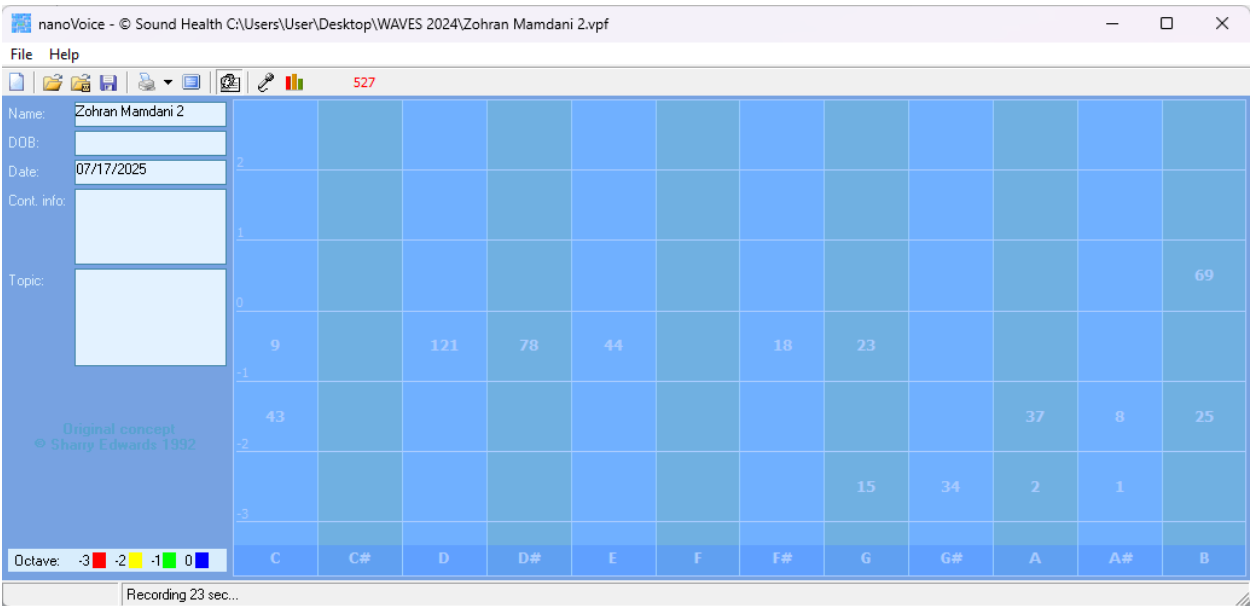 nanoVoice - © Sound Health C:\Users\User\Desktop\WAVES 2024\Zohran Mamdani 2.vpf
File Help
527
Name: Zohran Mamdani 2
DOB:
Date: 07/17/2025
Cont. info:
Topic:
Original concept
© Sharry Edwards 1992
Octave: -3 -2 -1 0
2
1
69
0
9 121 78 44 18 23
-1
43 37 8 25
-2
15 34 2 1
-3
C C# D D# E F F# G G# A A# B
Recording 23 sec...